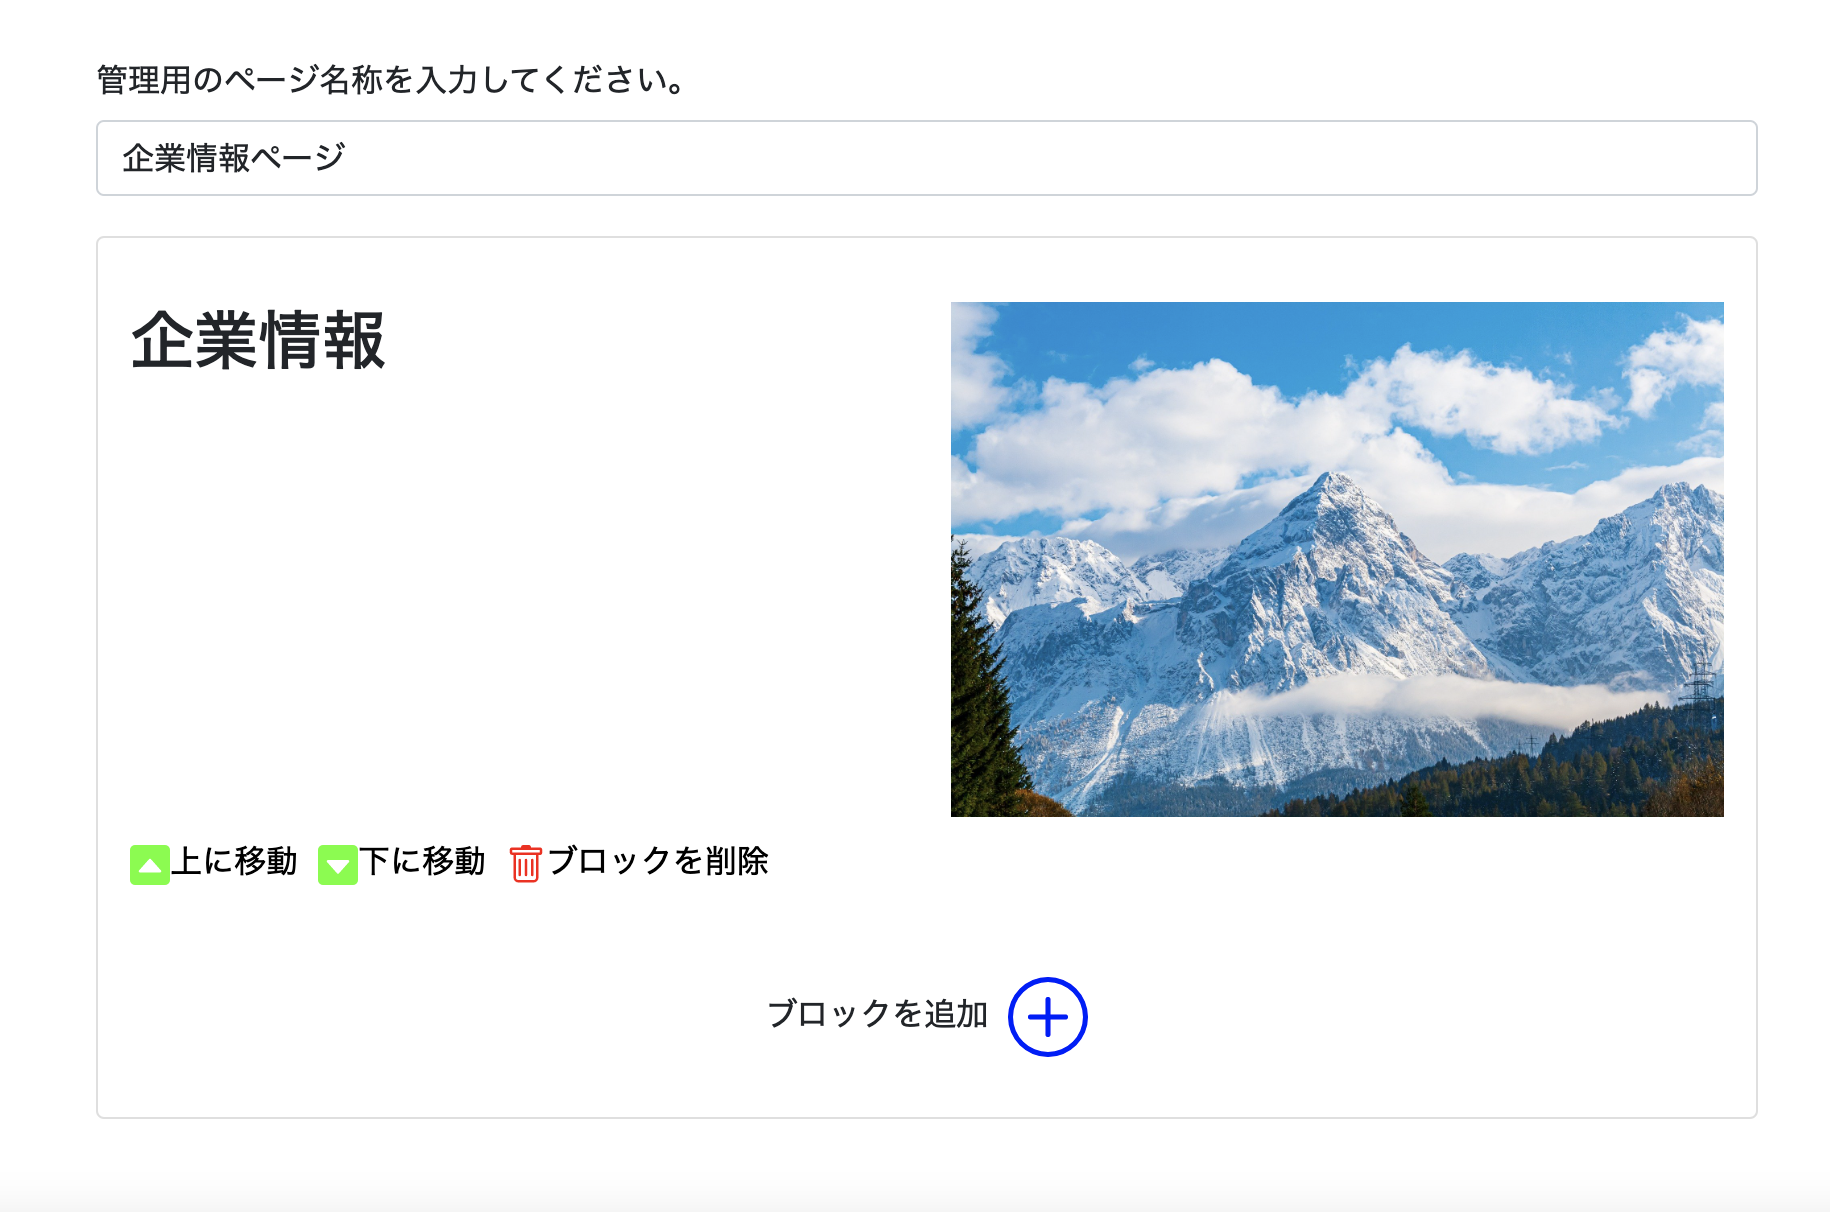 管理用のページ名称を入力してください。
企業情報ページ
企業情報
上に移動 下に移動 ブロックを削除
ブロックを追加